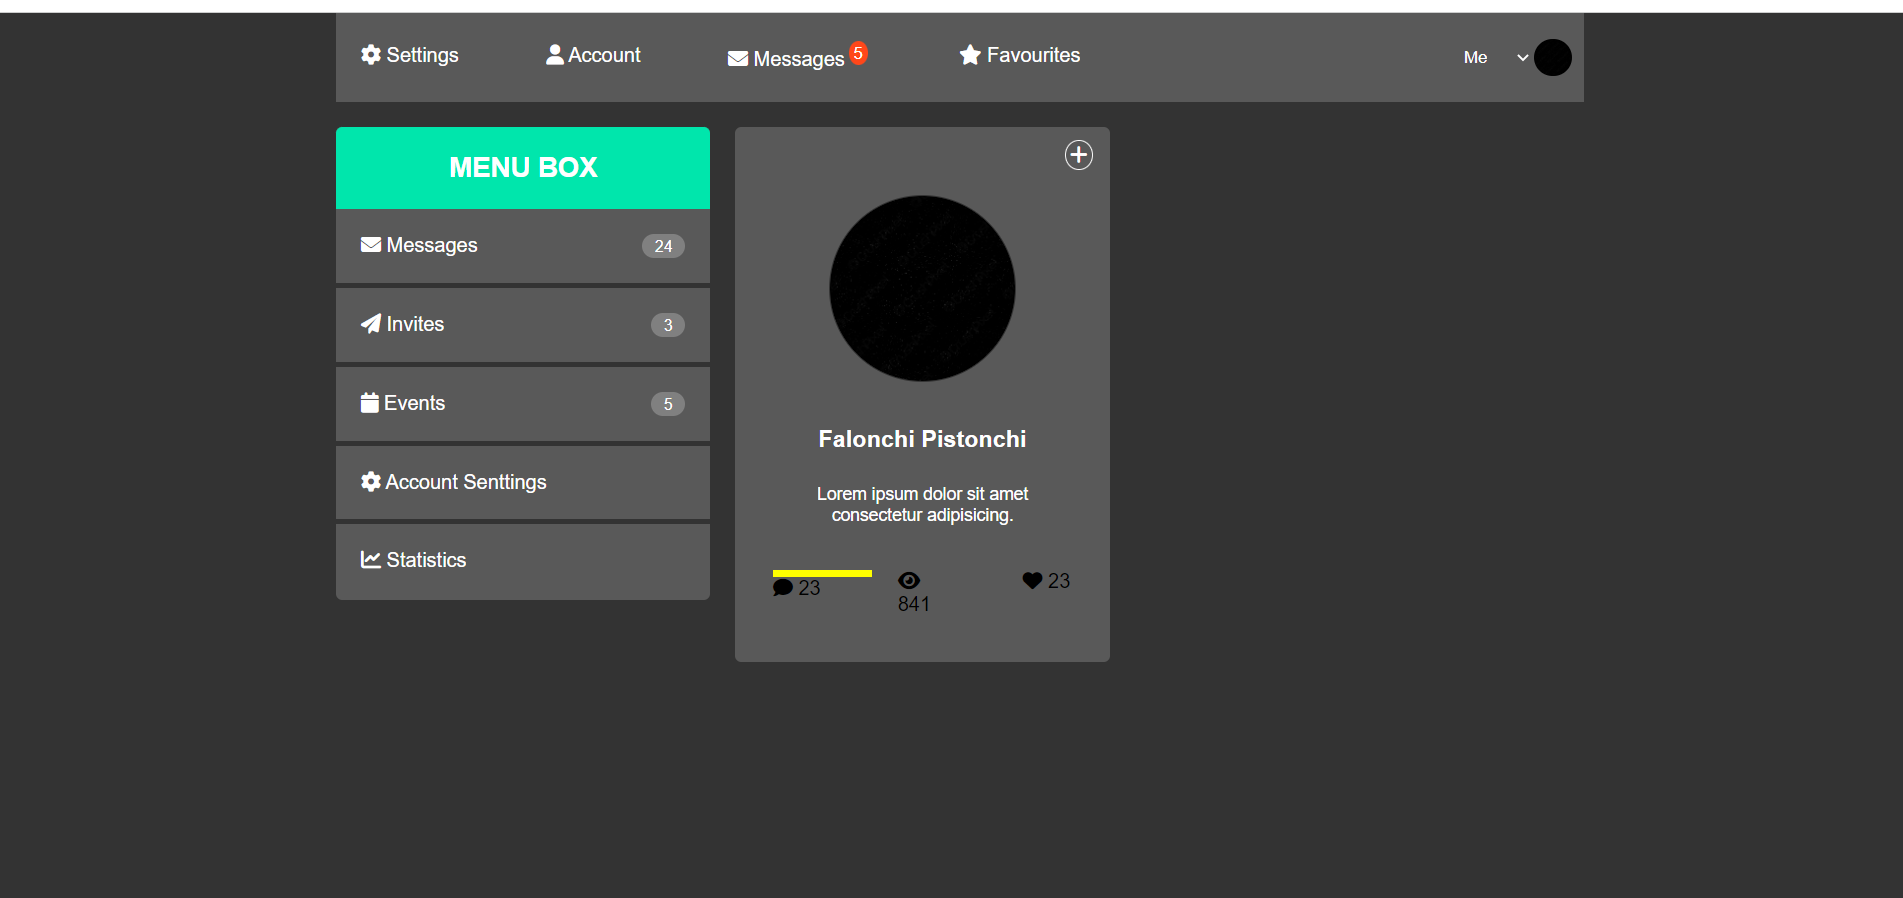 Settings
Account
Messages 5
Favourites
Me
MENU BOX
Messages 24
Invites 3
Events 5
Account Senttings
Statistics
Falonchi Pistonchi
Lorem ipsum dolor sit amet
consectetur adipisicing.
23
841
23